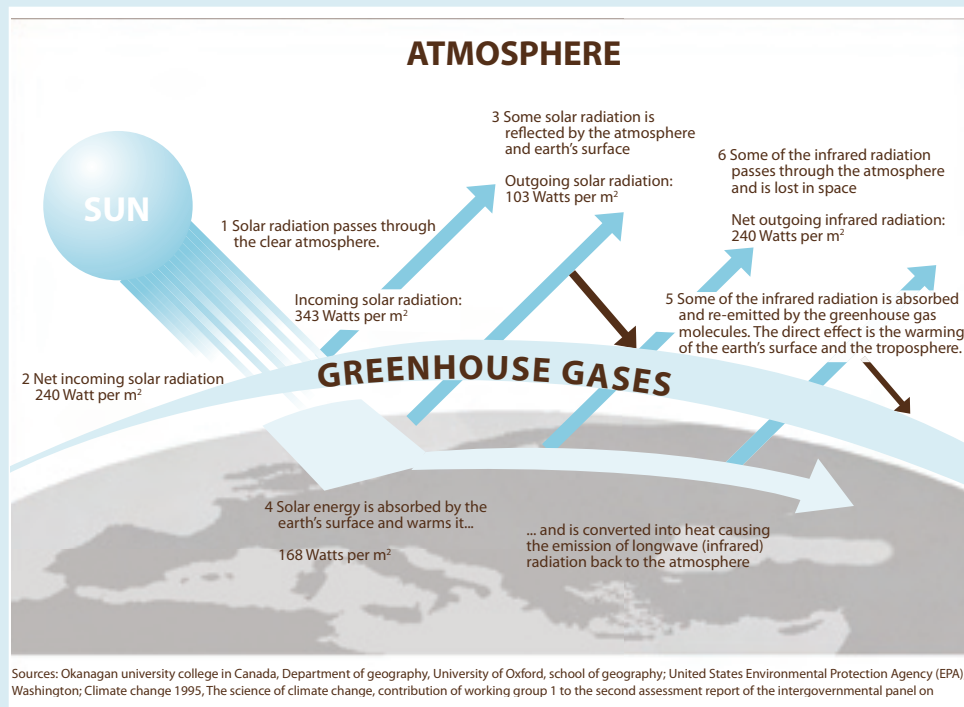 ATMOSPHERE
SUN
1 Solar radiation passes through
the clear atmosphere.
Incoming solar radiation:
343 Watts per m²
2 Net incoming solar radiation
240 Watt per m²
3 Some solar radiation is
reflected by the atmosphere
and earth's surface
Outgoing solar radiation:
103 Watts per m²
6 Some of the infrared radiation
passes through the atmosphere
and is lost in space
Net outgoing infrared radiation:
240 Watts per m²
5 Some of the infrared radiation is absorbed
and re-emitted by the greenhouse gas
molecules. The direct effect is the warming
of the earth's surface and the troposphere.
GREENHOUSE GASES
4 Solar energy is absorbed by the
earth's surface and warms it...
168 Watts per m²
... and is converted into heat causing
the emission of longwave (infrared)
radiation back to the atmosphere
Sources: Okanagan university college in Canada, Department of geography, University of Oxford, school of geography; United States Environmental Protection Agency (EPA)
Washington; Climate change 1995, The science of climate change, contribution of working group 1 to the second assessment report of the intergovernmental panel on